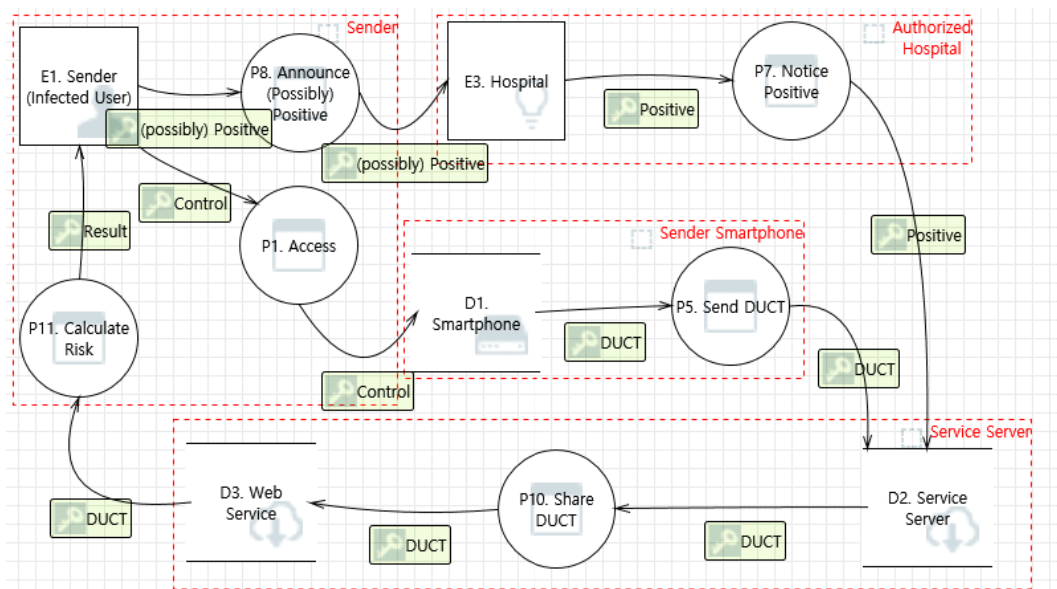 Sender
Authorized
Hospital
E1. Sender
(Infected User)
P8. Announce
(Possibly)
Positive
E3. Hospital
P7. Notice
Positive
(possibly) Positive
Positive
(possibly) Positive
Control
Result
P1. Access
Sender Smartphone
Positive
D1.
Smartphone
P5. Send DUCT
P11. Calculate
Risk
DUCT
DUCT
Control
Service Server
D3. Web
Service
P10. Share
DUCT
D2. Service
Server
DUCT
DUCT
DUCT